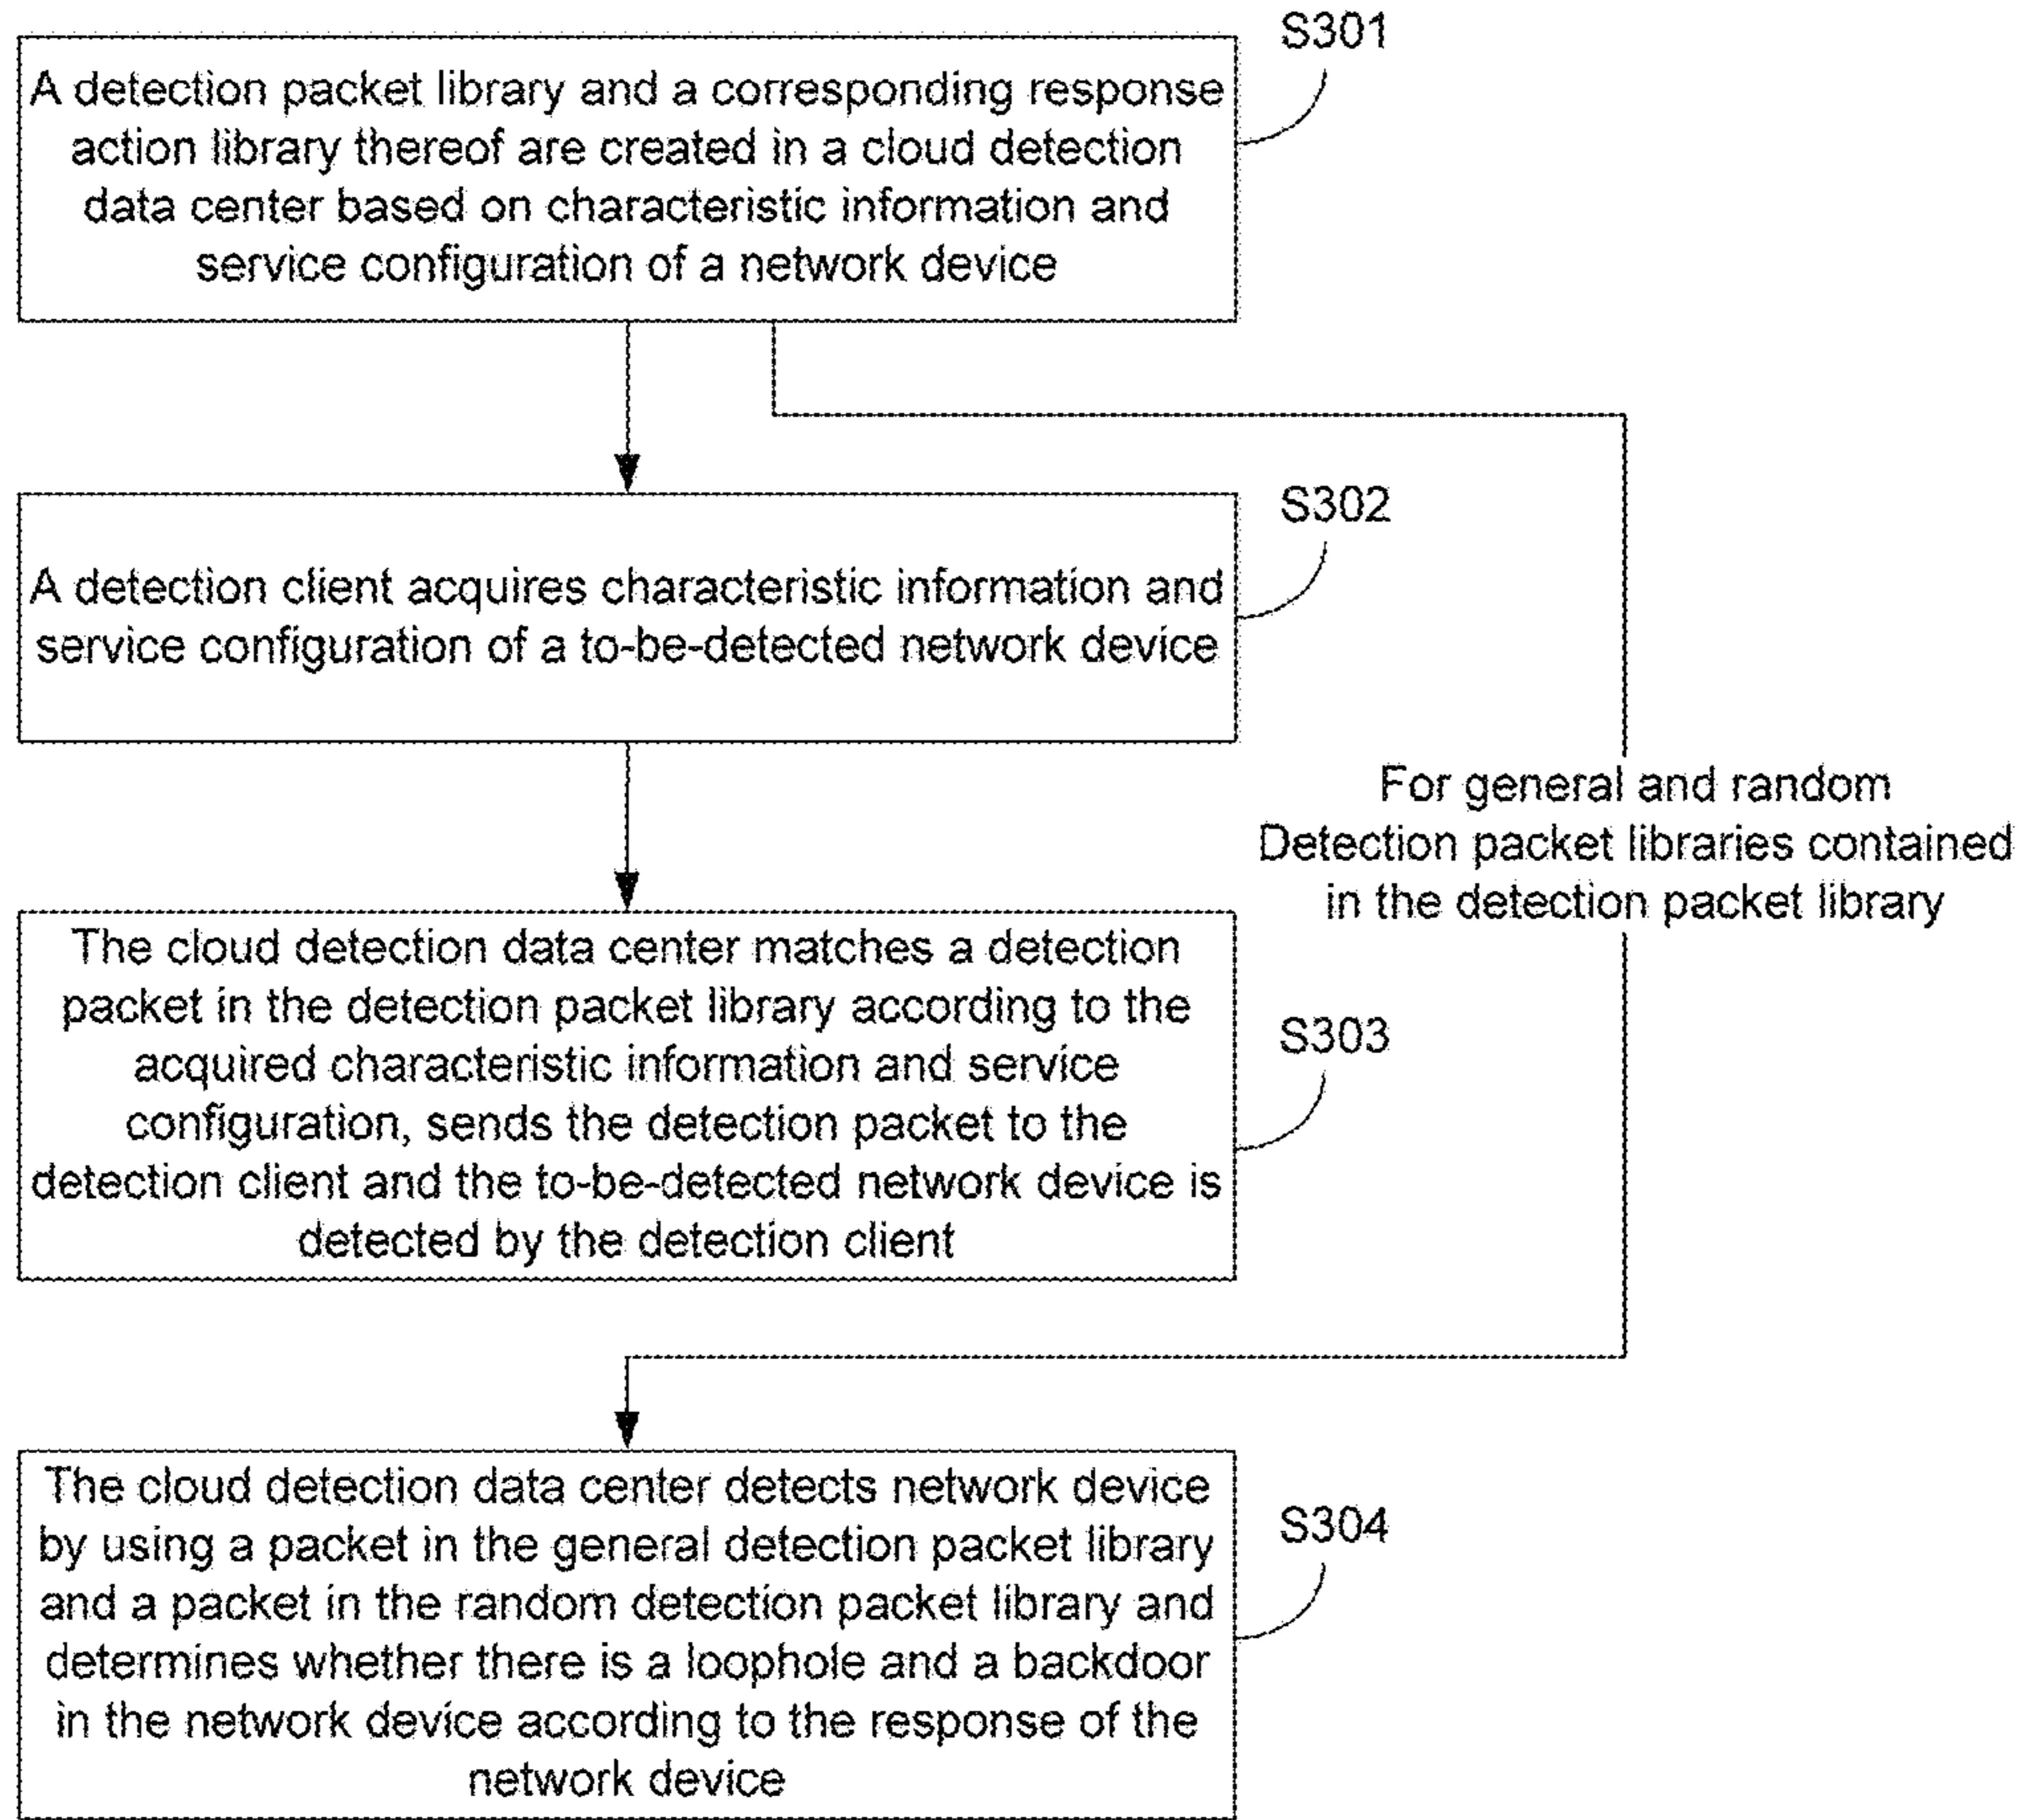 S301
A detection packet library and a corresponding response
action library thereof are created in a cloud detection
data center based on characteristic information and
service configuration of a network device
S302
A detection client acquires characteristic information and
service configuration of a to-be-detected network device
For general and random
Detection packet libraries contained
in the detection packet library
The cloud detection data center matches a detection
packet in the detection packet library according to the
acquired characteristic information and service
configuration, sends the detection packet to the
detection client and the to-be-detected network device is
detected by the detection client
S303
The cloud detection data center detects network device
by using a packet in the general detection packet library
and a packet in the random detection packet library and
determines whether there is a loophole and a backdoor
in the network device according to the response of the
network device
S304